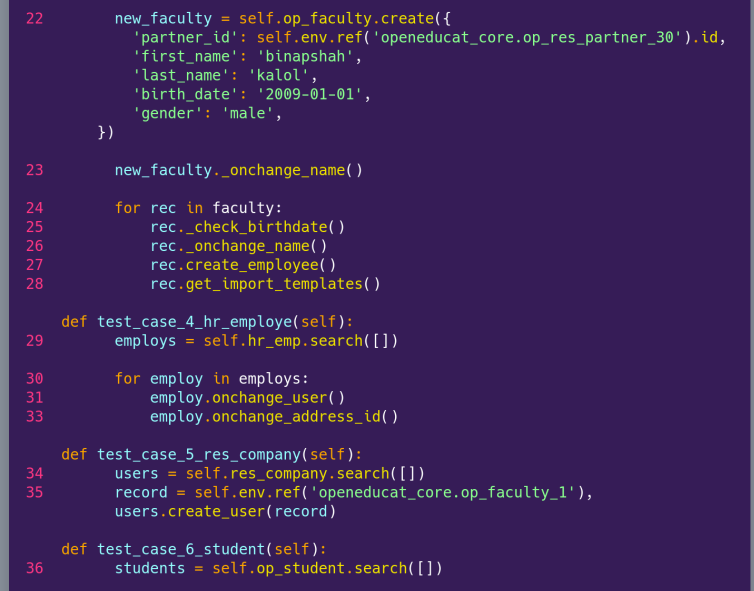 22 new_faculty = self.op_faculty.create({
'partner_id': self.env.ref('openeducat_core.op_res_partner_30').id,
'first_name': 'binapshah',
'last_name': 'kalol',
'birth_date': '2009-01-01',
'gender': 'male',
})
23 new_faculty._onchange_name()
24 for rec in faculty:
25 rec._check_birthdate()
26 rec._onchange_name()
27 rec.create_employee()
28 rec.get_import_templates()
def test_case_4_hr_employe(self):
29 employs = self.hr_emp.search([])
30 for employ in employs:
31 employ.onchange_user()
33 employ.onchange_address_id()
def test_case_5_res_company(self):
34 users = self.res_company.search([])
35 record = self.env.ref('openeducat_core.op_faculty_1'),
users.create_user(record)
def test_case_6_student(self):
36 students = self.op_student.search([])